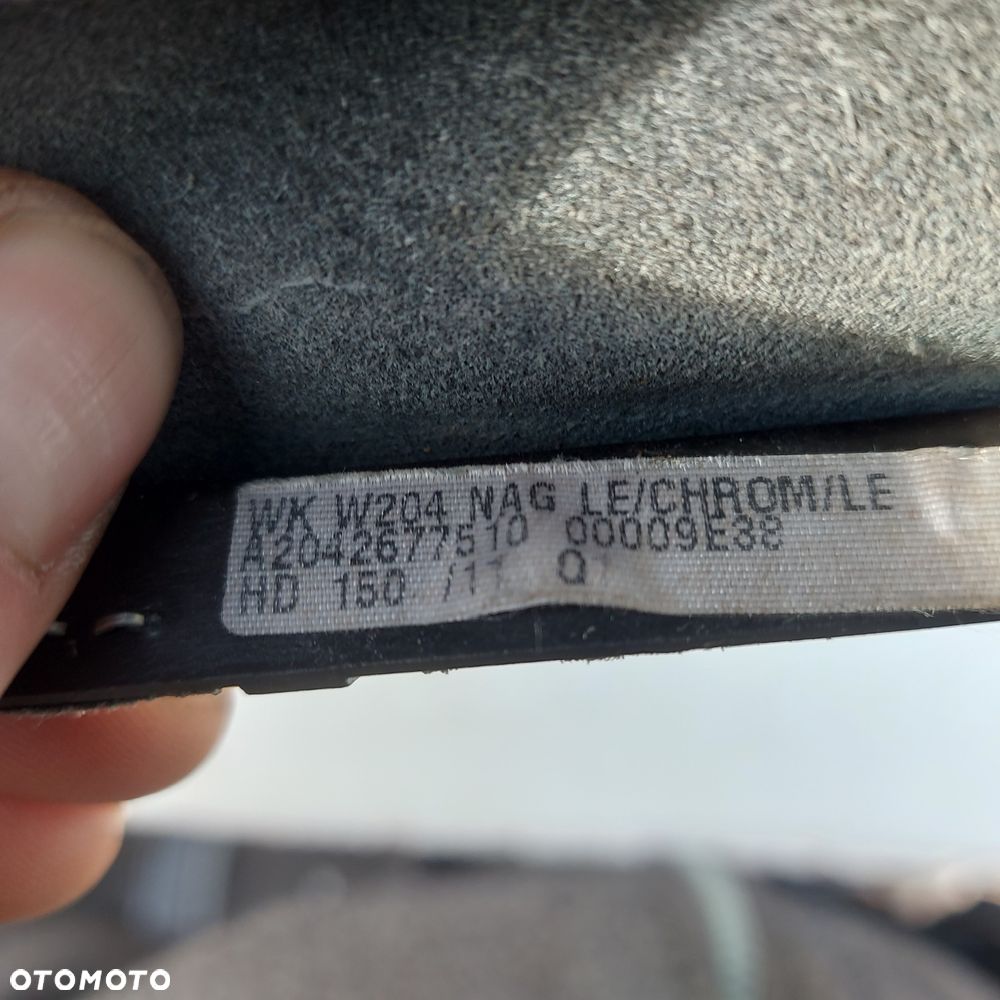 WK W204 NAG LE/CHROM/LE
A2042677510 00009E38
HD 150 /11 Q
OTOMOTO